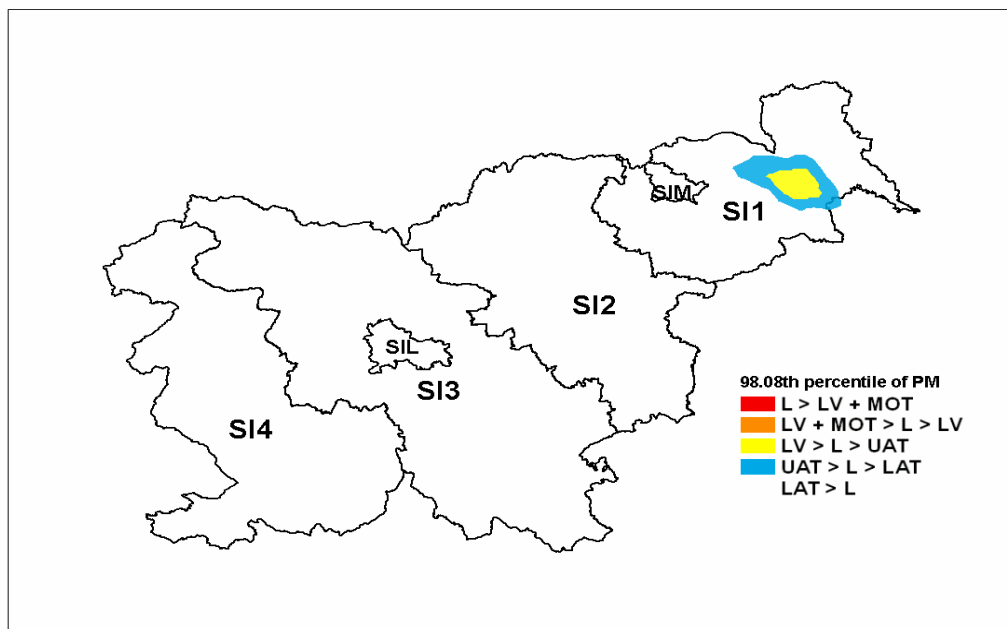 SIM
SI1
SI2
SIL
SI3
SI4
98.08th percentile of PM
L > LV + MOT
LV + MOT > L > LV
LV > L > UAT
UAT > L > LAT
LAT > L